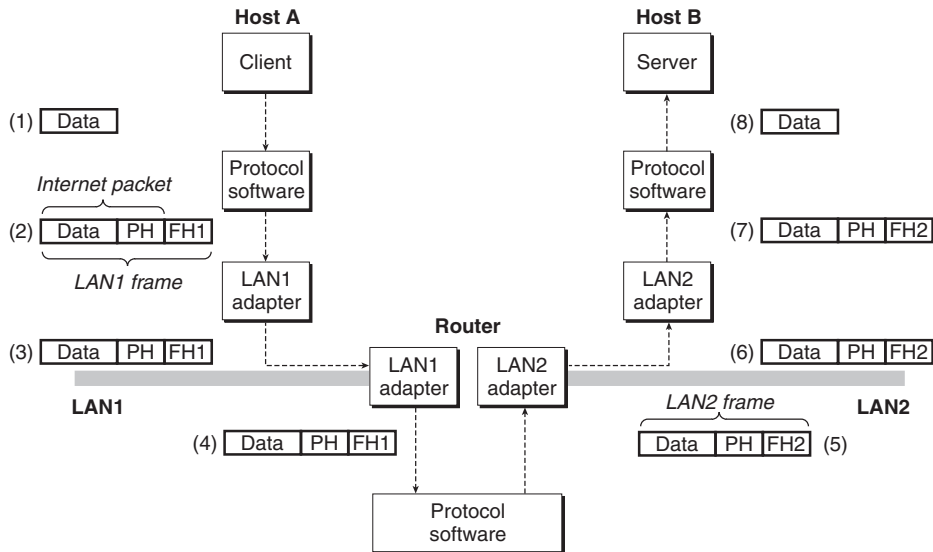 Host A
Host B
Client
Server
(1) Data
(8) Data
Protocol
software
Protocol
software
Internet packet
(2) Data PH FH1
LAN1 frame
(7) Data PH FH2
LAN1
adapter
LAN2
adapter
Router
(3) Data PH FH1
LAN1
adapter
LAN2
adapter
(6) Data PH FH2
LAN1
LAN2
LAN2 frame
(4) Data PH FH1
Data PH FH2 (5)
Protocol
software